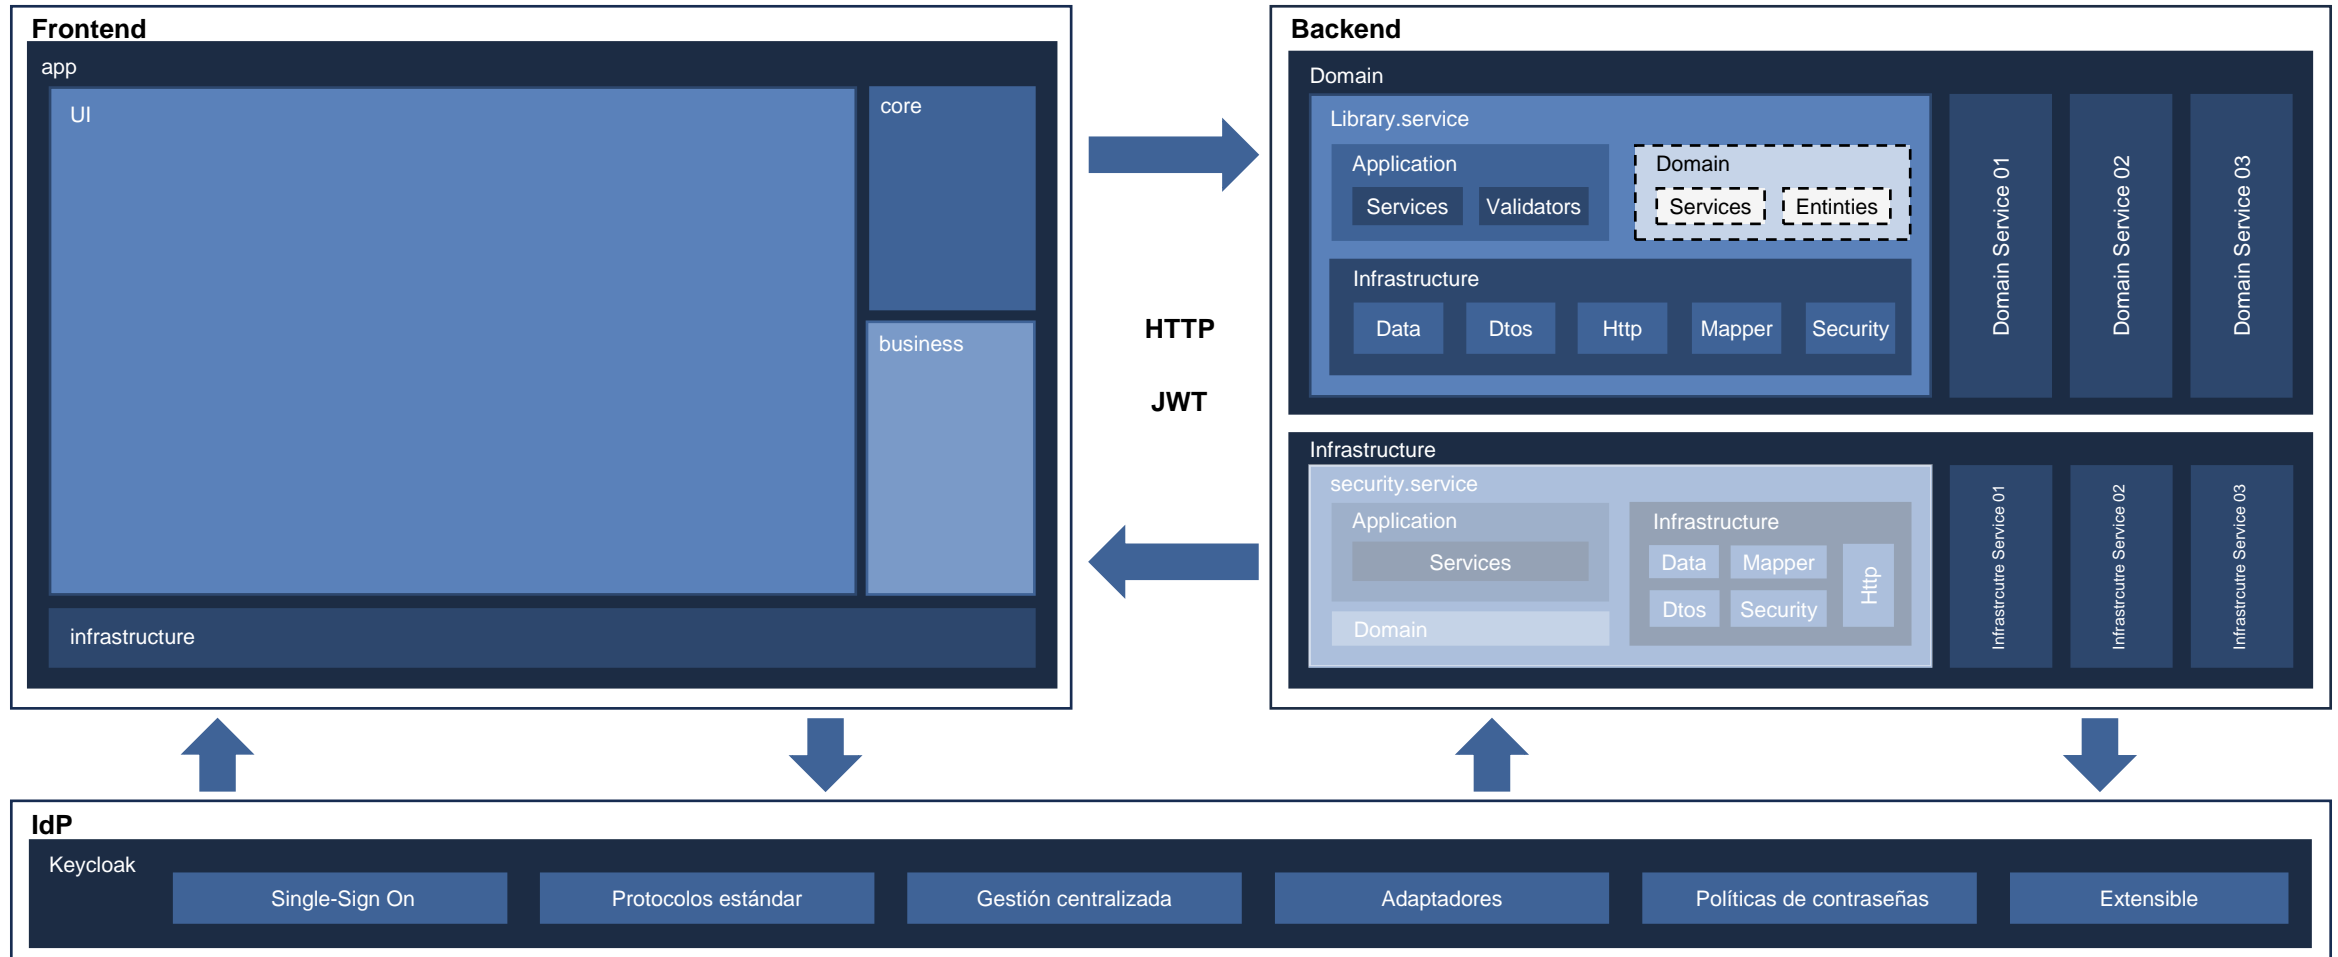 Frontend
app
UI
core
business
infrastructure
HTTP
JWT
Backend
Domain
Library.service
Application
Services
Validators
Domain
Services
Entinties
Infrastructure
Data
Dtos
Http
Mapper
Security
Domain Service 01
Domain Service 02
Domain Service 03
Infrastructure
security.service
Application
Services
Domain
Infrastructure
Data
Mapper
Dtos
Security
Http
Infrastrcutre Service 01
Infrastrcutre Service 02
Infrastrcutre Service 03
IdP
Keycloak
Single-Sign On
Protocolos estándar
Gestión centralizada
Adaptadores
Políticas de contraseñas
Extensible